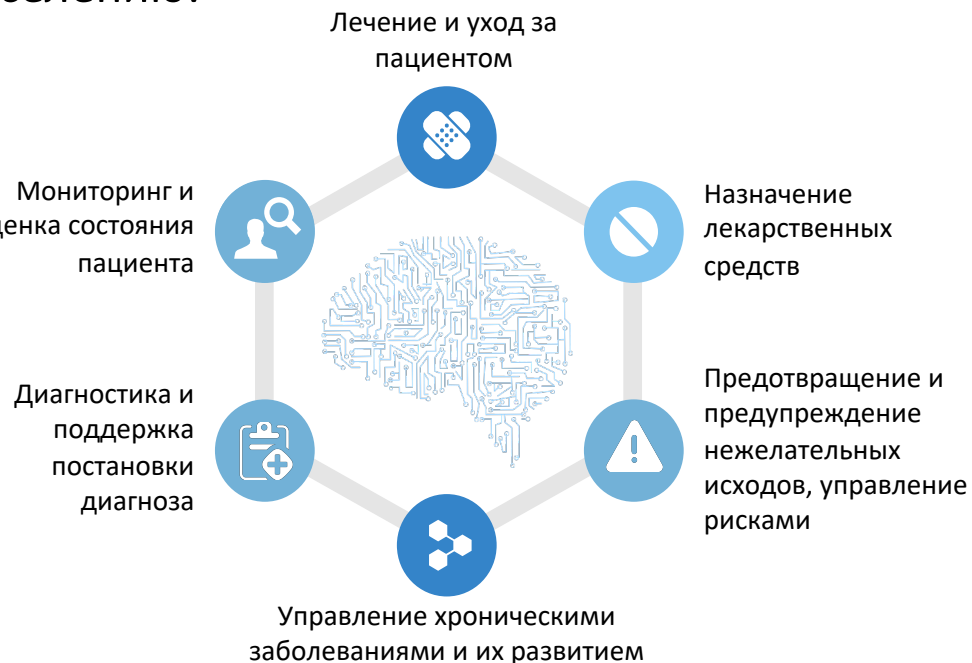 Лечение и уход за
пациентом
Мониторинг и
состояния
пациента
Назначение
лекарственных
средств
Диагностика и
поддержка
постановки
диагноза
Предотвращение и
предупреждение
нежелательных
исходов, управление
рисками
Управление хроническими
заболеваниями и их развитием